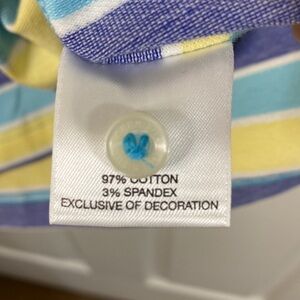 97% COTTON
3% SPANDEX
EXCLUSIVE OF DECORATION